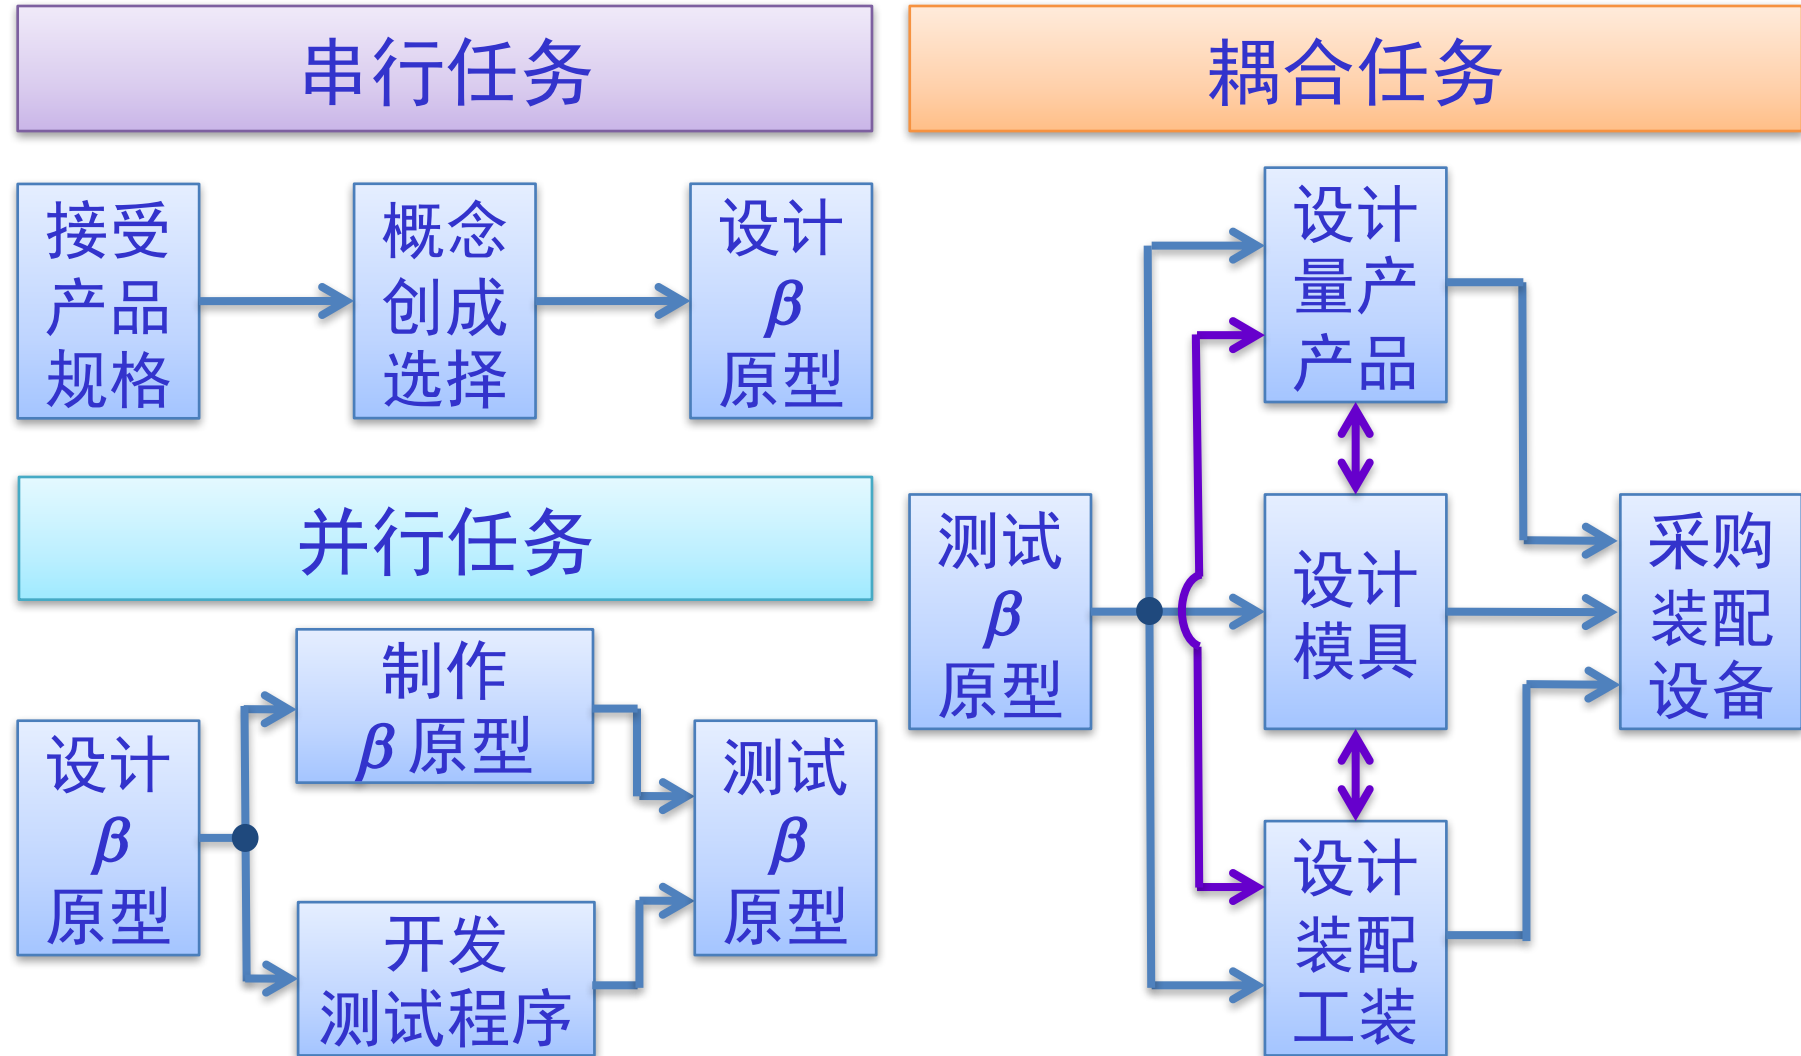 串行任务
接受
产品
规格
概念
创成
选择
设计
β
原型
并行任务
设计
β
原型
制作
β 原型
开发
测试程序
测试
β
原型
耦合任务
测试
β
原型
设计
量产
产品
设计
模具
设计
装配
工装
采购
装配
设备